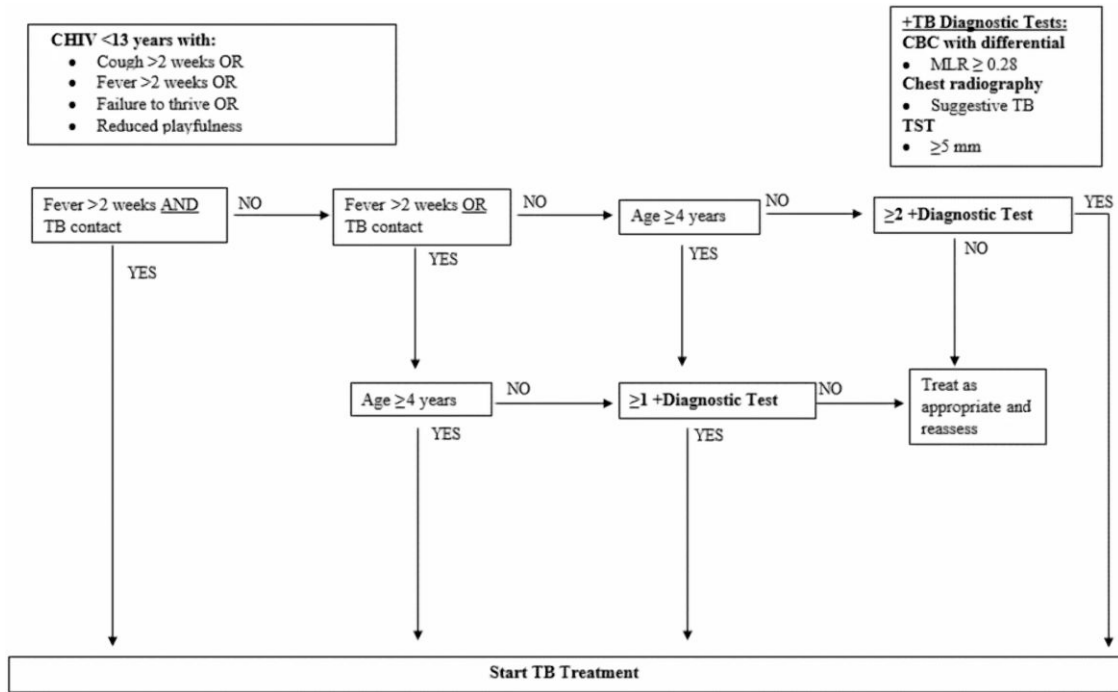 CHIV <13 years with:
• Cough >2 weeks OR
• Fever >2 weeks OR
• Failure to thrive OR
• Reduced playfulness
+TB Diagnostic Tests:
CBC with differential
• MLR ≥ 0.28
Chest radiography
• Suggestive TB
TST
• ≥5 mm
Fever >2 weeks AND
TB contact
NO
Fever >2 weeks OR
TB contact
NO
Age ≥4 years
NO
≥2 +Diagnostic Test
YES
YES
YES
YES
NO
Age ≥4 years
NO
≥1 +Diagnostic Test
NO
Treat as
appropriate and
reassess
YES
YES
Start TB Treatment